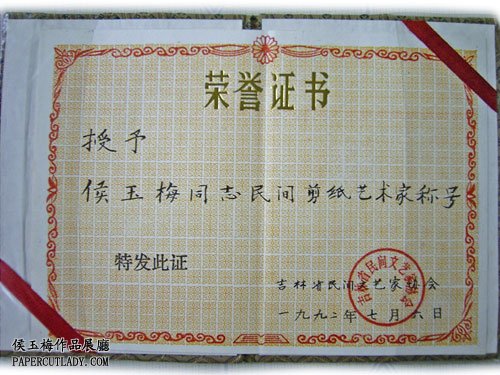 荣誉证书
授予
侯玉梅同志民间剪纸艺术家称号
特发此证
吉林省民间文艺家协会
一九九二年七月六日
侯玉梅作品展廳
PAPERCUTLADY.COM